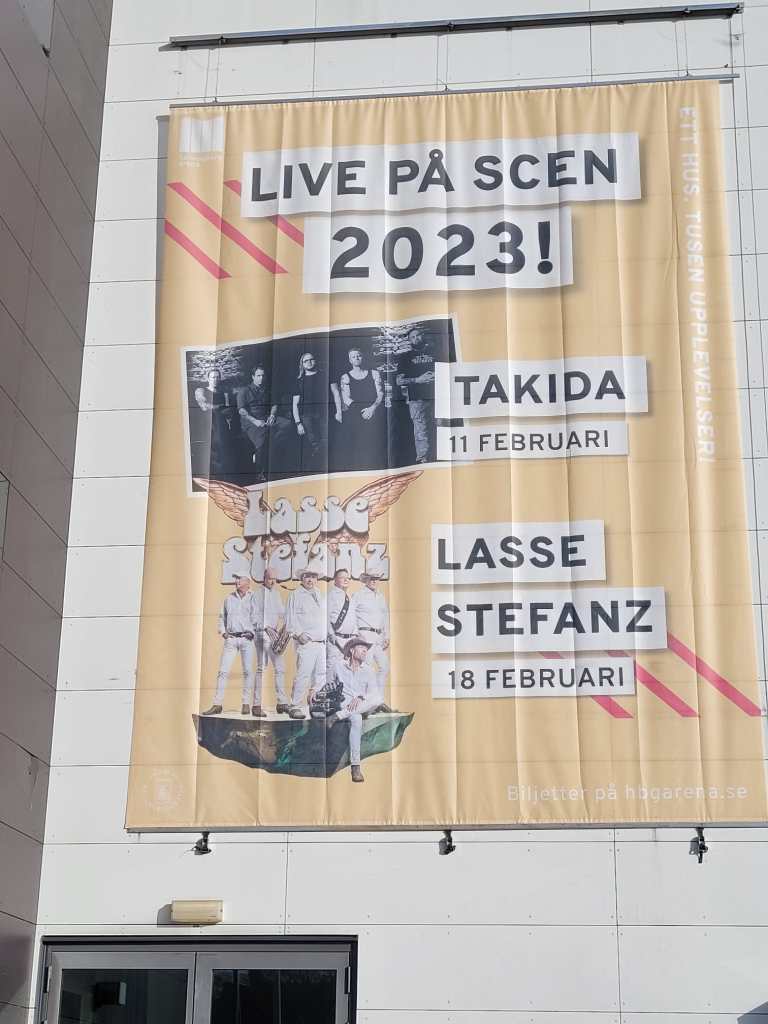 LIVE PÅ SCEN
2023!
ETT HUS. TUSEN UPPLEVELSER!
TAKIDA
11 FEBRUARI
Lasse
Stefanz
LASSE
STEFANZ
18 FEBRUARI
Biljetter på hbgarena.se